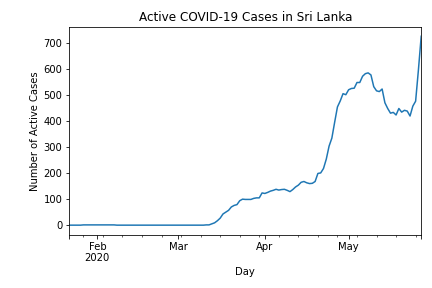 Active COVID-19 Cases in Sri Lanka
Number of Active Cases
700
600
500
400
300
200
100
0
Feb Mar Apr May
2020
Day